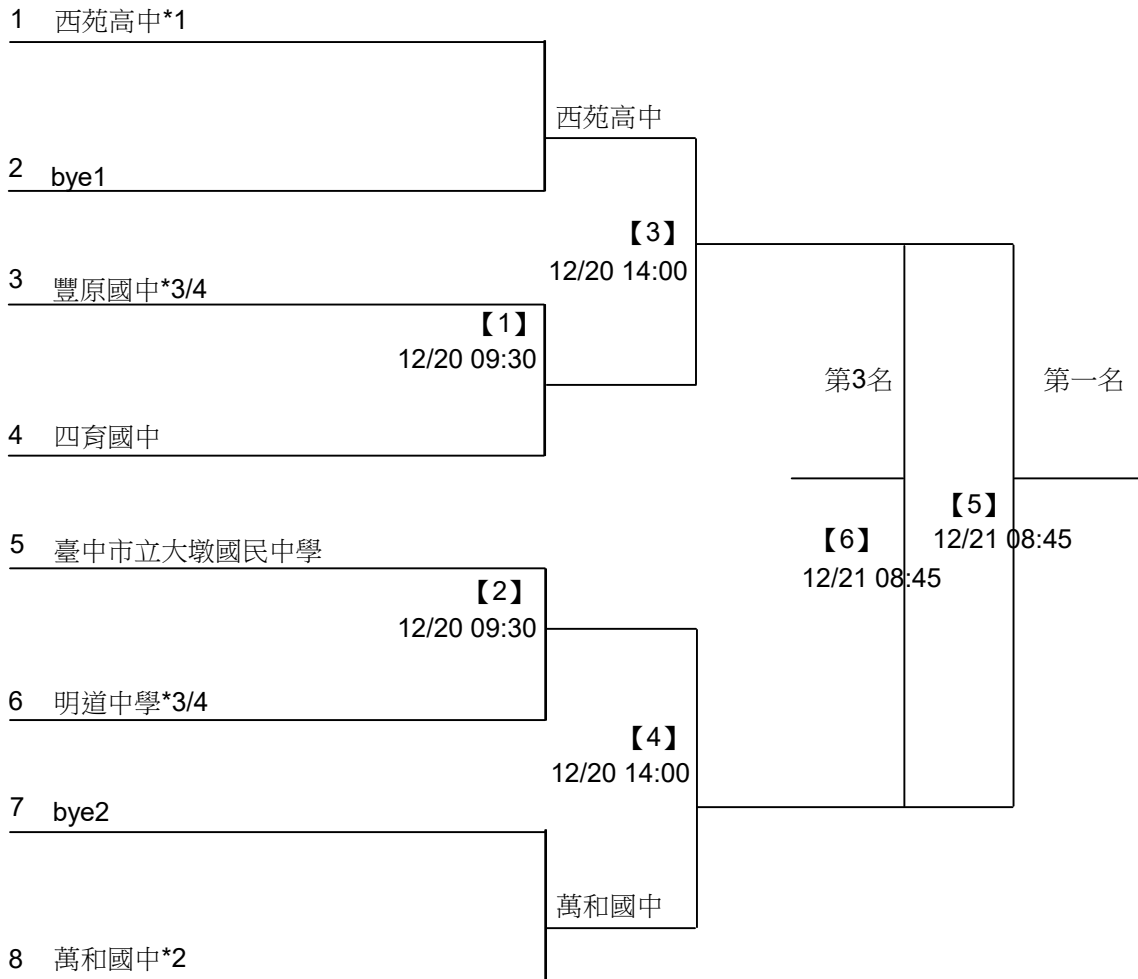 1 西苑高中*1
西苑高中
2 bye1
【3】
12/20 14:00
3 豐原國中*3/4
【1】
12/20 09:30
第3名
第一名
4 四育國中
【5】
12/21 08:45
5 臺中市立大墩國民中學
【6】
12/21 08:45
【2】
12/20 09:30
6 明道中學*3/4
【4】
12/20 14:00
7 bye2
萬和國中
8 萬和國中*2